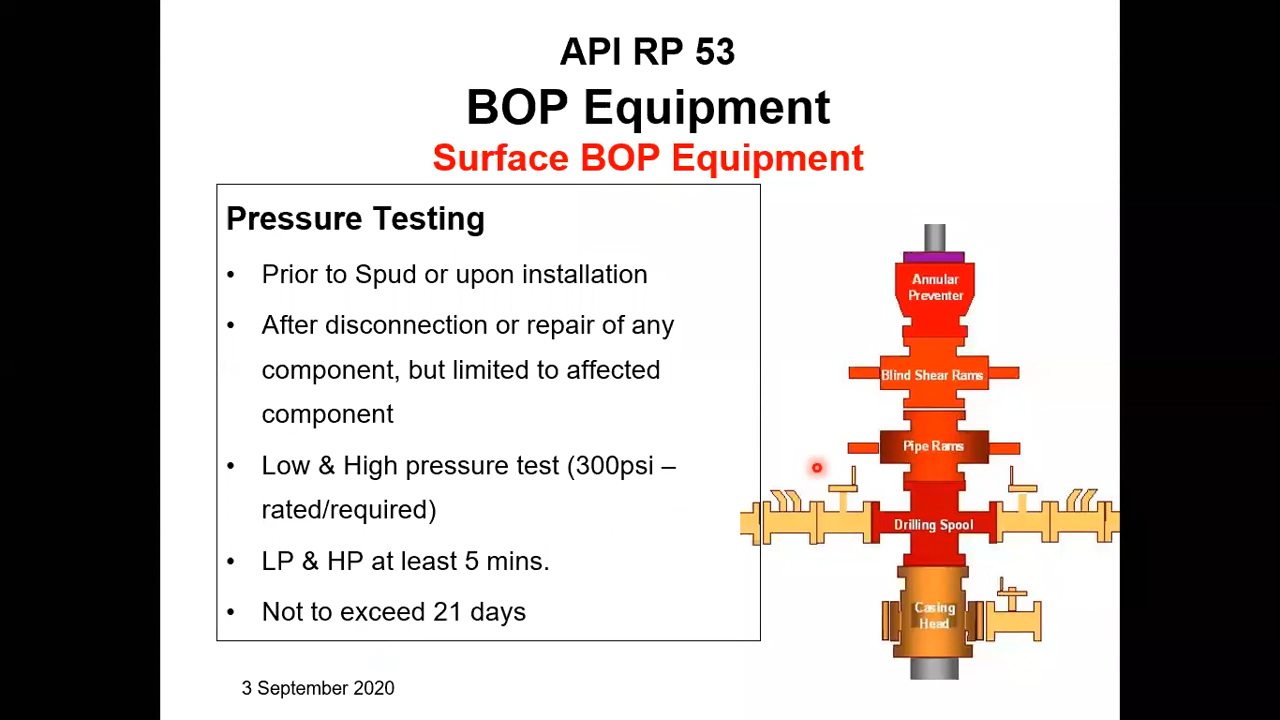 API RP 53
BOP Equipment
Surface BOP Equipment
Pressure Testing
• Prior to Spud or upon installation
• After disconnection or repair of any
component, but limited to affected
component
• Low & High pressure test (300psi –
rated/required)
• LP & HP at least 5 mins.
• Not to exceed 21 days
Annular
Preventer
Blind Shear Rams
Pipe Rams
Drilling Spool
Casing
Head
3 September 2020